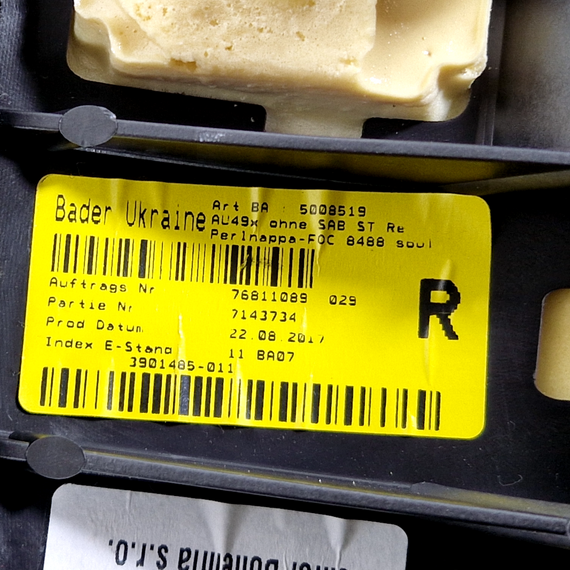 Bader Ukraine
Art BA : 5008519
AU49x ohne SAB ST Re
Perlnappa-FOC 8488 soul
Auftrags Nr 76811089 029
Partie Nr 7143734
Prod Datum 22.08.2017
Index E-Stand 11 BA07
3901485-011
R
Bohemia s.r.o.